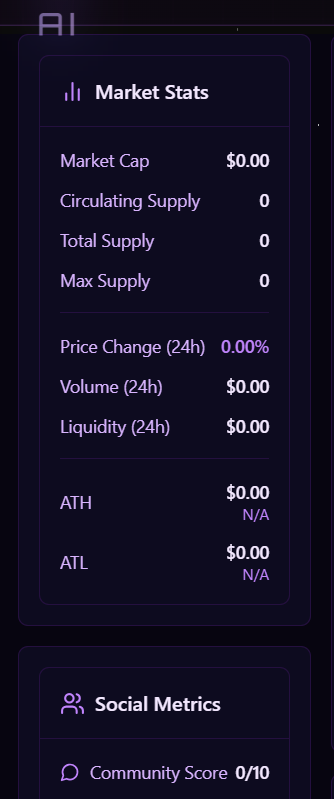 AI
Market Stats
Market Cap $0.00
Circulating Supply 0
Total Supply 0
Max Supply 0
Price Change (24h) 0.00%
Volume (24h) $0.00
Liquidity (24h) $0.00
ATH $0.00
N/A
ATL $0.00
N/A
Social Metrics
Community Score 0/10